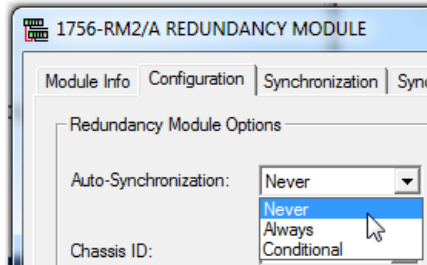 1756-RM2/A REDUNDANCY MODULE
Module Info Configuration Synchronization
Redundancy Module Options
Auto-Synchronization: Never
Never
Always
Conditional
Chassis ID: